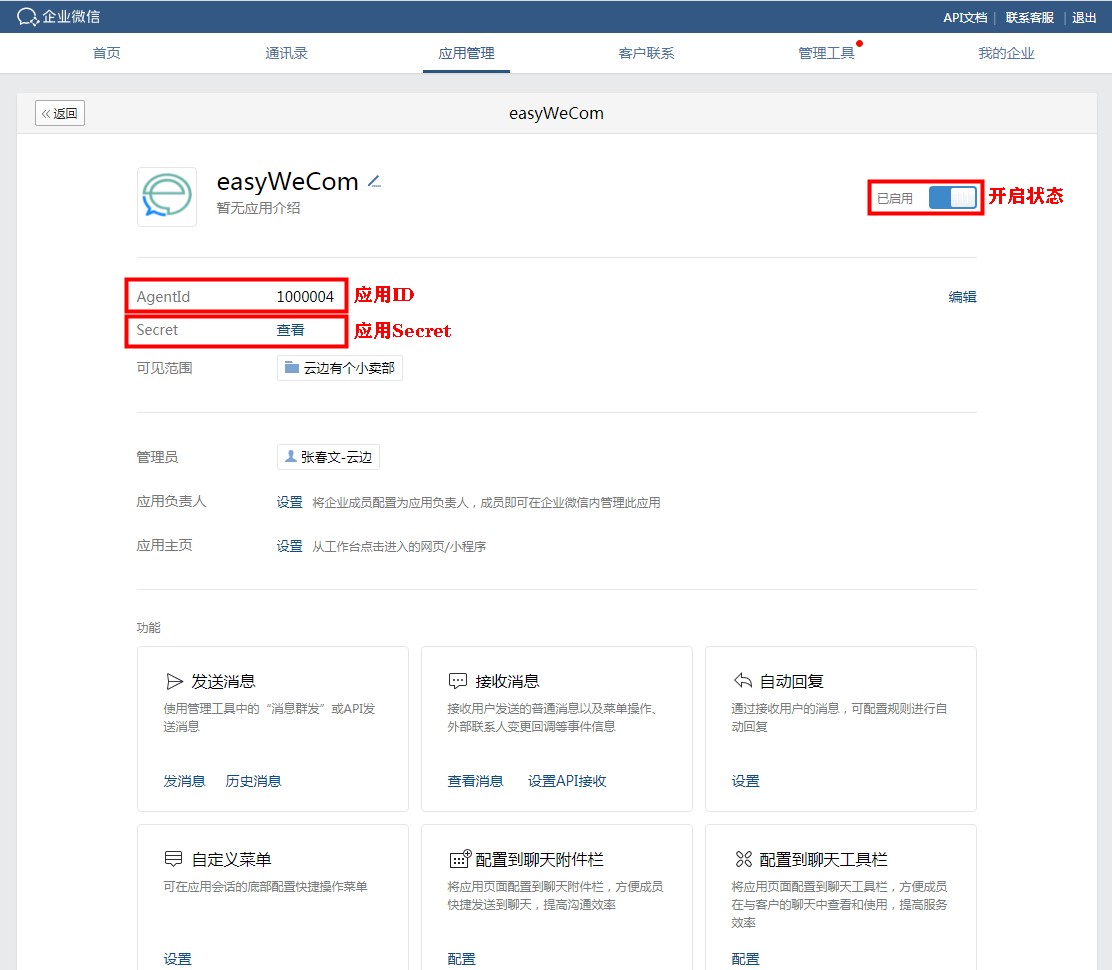 企业微信
API文档 | 联系客服 | 退出
首页 通讯录 应用管理 客户联系 管理工具 我的企业
«返回
easyWeCom
easyWeCom
暂无应用介绍
已启用
开启状态
AgentId 1000004 应用ID
编辑
Secret 查看 应用Secret
可见范围 云边有个小卖部
管理员 张春文-云边
应用负责人 设置 将企业成员配置为应用负责人，成员即可在企业微信内管理此应用
应用主页 设置 从工作台点击进入的网页/小程序
功能
发送消息
使用管理工具中的“消息群发”或API发
送消息
发消息 历史消息
接收消息
接收用户发送的普通消息以及菜单操作、
外部联系人变更回调等事件信息
查看消息 设置API接收
自动回复
通过接收用户的消息，可配置规则进行自
动回复
设置
自定义菜单
可在应用会话的底部配置快捷操作菜单
设置
配置到聊天附件栏
将应用页面配置到聊天附件栏，方便成员
快捷发送到聊天，提高沟通效率
配置
配置到聊天工具栏
将应用页面配置到聊天工具栏，方便成员
在与客户的聊天中查看和使用，提高服务
效率
配置